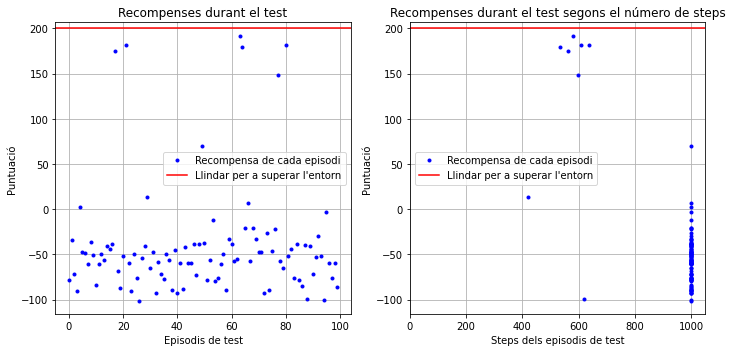 Recompenses durant el test
Recompenses durant el test segons el número de steps
Puntuació
200
150
100
50
0
−50
−100
Recompensa de cada episodi
Llindar per a superar l'entorn
0
20
40
60
80
100
Episodis de test
Puntuació
200
150
100
50
0
−50
−100
Recompensa de cada episodi
Llindar per a superar l'entorn
0
200
400
600
800
1000
Steps dels episodis de test